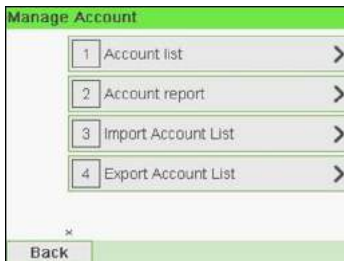 Manage Account
1 Account list
2 Account report
3 Import Account List
4 Export Account List
Back